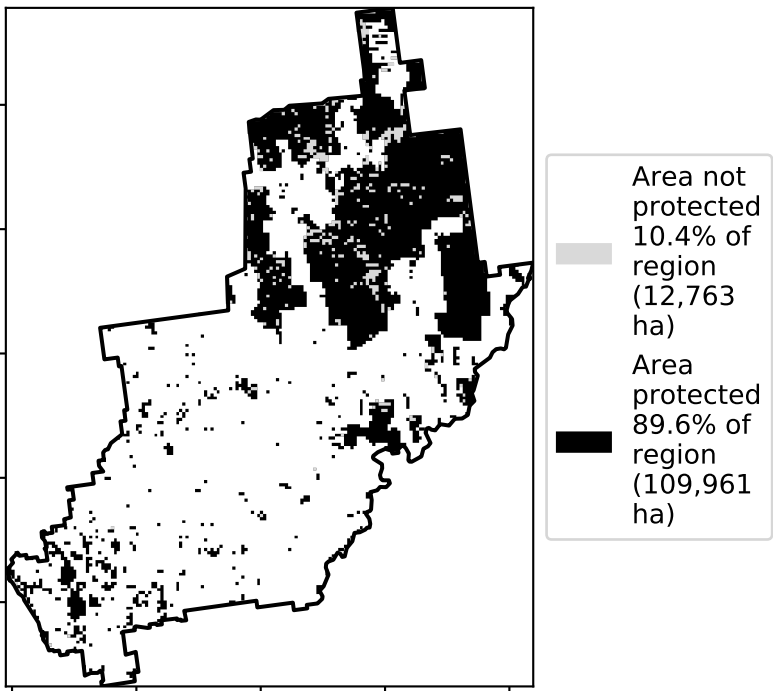 Area not
protected
10.4% of
region
(12,763
ha)
Area
protected
89.6% of
region
(109,961
ha)